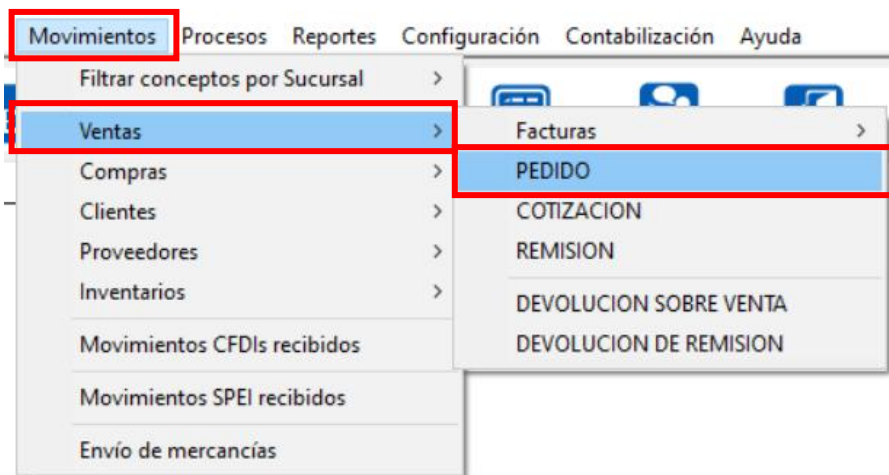 Movimientos Procesos Reportes Configuración Contabilización Ayuda
Filtrar conceptos por Sucursal
Ventas
Compras
Clientes
Proveedores
Inventarios
Movimientos CFDIs recibidos
Movimientos SPEI recibidos
Envío de mercancías
Facturas
PEDIDO
COTIZACION
REMISION
DEVOLUCION SOBRE VENTA
DEVOLUCION DE REMISION